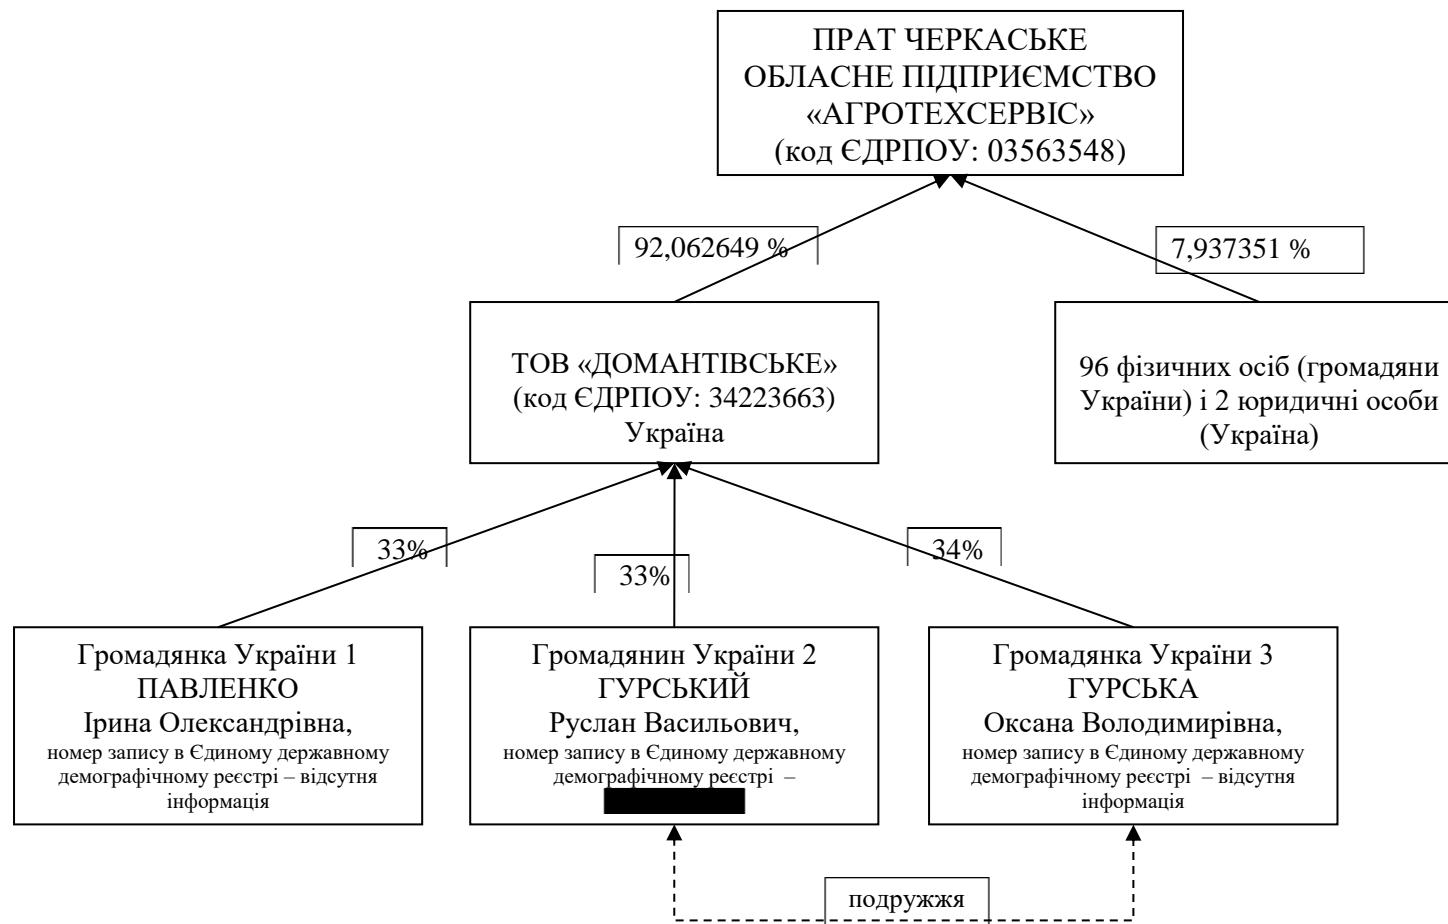 ПРАТ ЧЕРКАСЬКЕ
ОБЛАСНЕ ПІДПРИЄМСТВО
«АГРОТЕХСЕРВІС»
(код ЄДРПОУ: 03563548)
92,062649 %
7,937351 %
ТОВ «ДОМАНТІВСЬКЕ»
(код ЄДРПОУ: 34223663)
Україна
96 фізичних осіб (громадяни
України) і 2 юридичні особи
(Україна)
33%
33%
34%
Громадянка України 1
ПАВЛЕНКО
Ірина Олександрівна,
номер запису в Єдиному державному
демографічному реєстрі – відсутня
інформація
Громадянин України 2
ГУРСЬКИЙ
Руслан Васильович,
номер запису в Єдиному державному
демографічному реєстрі –
Громадянка України 3
ГУРСЬКА
Оксана Володимирівна,
номер запису в Єдиному державному
демографічному реєстрі – відсутня
інформація
подружжя